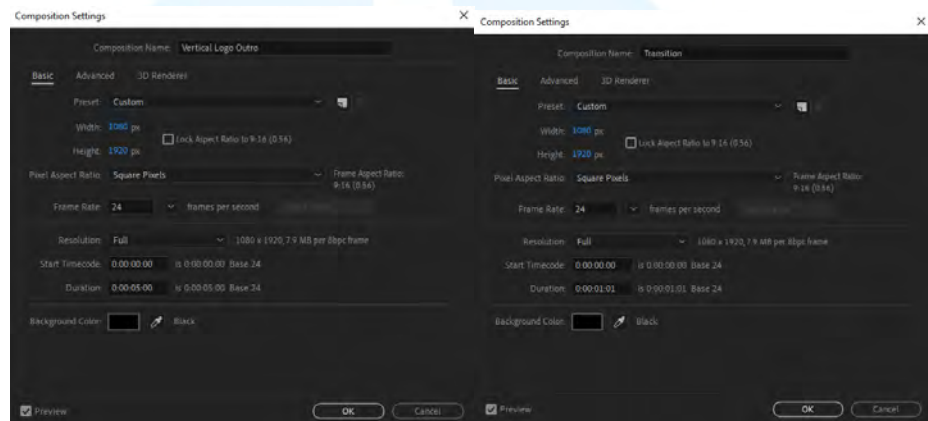 Composition Settings
Composition Name: Vertical Logo Outro
Basic Advanced 3D Renderer
Preset: Custom
Width: 1080 px
Lock Aspect Ratio to 9:16 (0.56)
Height: 1920 px
Pixel Aspect Ratio: Square Pixels
Frame Aspect Ratio:
9:16 (0.56)
Frame Rate: 24 frames per second
Resolution: Full 1080 x 1920, 7.9 MB per 8bpc frame
Start Timecode: 0:00:00:00 is 0:00:00:00 Base 24
Duration: 0:00:05:00 is 0:00:05:00 Base 24
Background Color: Black
Preview OK Cancel
Composition Settings
Composition Name: Transition
Basic Advanced 3D Renderer
Preset: Custom
Width: 1080 px
Lock Aspect Ratio to 9:16 (0.56)
Height: 1920 px
Pixel Aspect Ratio: Square Pixels
Frame Aspect Ratio:
9:16 (0.56)
Frame Rate: 24 frames per second
Resolution: Full 1080 x 1920, 7.9 MB per 8bpc frame
Start Timecode: 0:00:00:00 is 0:00:00:00 Base 24
Duration: 0:00:01:01 is 0:00:01:01 Base 24
Background Color: Black
Preview OK Cancel